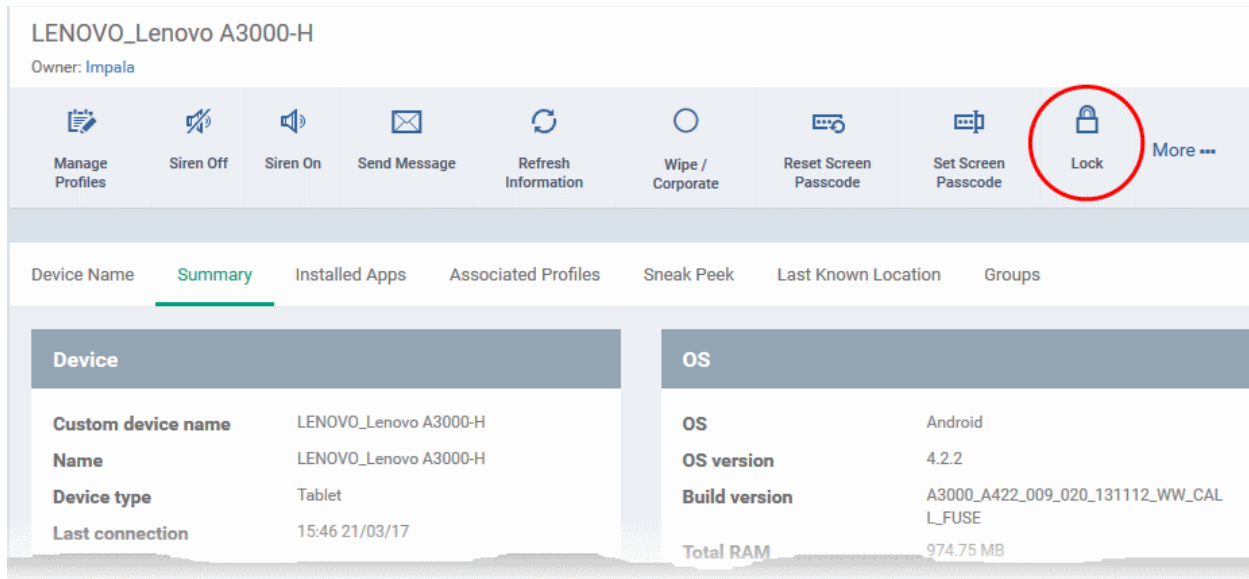 LENOVO_Lenovo A3000-H
Owner: Impala
Manage
Profiles
Siren Off
Siren On
Send Message
Refresh
Information
Wipe /
Corporate
Reset Screen
Passcode
Set Screen
Passcode
Lock
More
Device Name Summary Installed Apps Associated Profiles Sneak Peek Last Known Location Groups
Device
Custom device name LENOVO_Lenovo A3000-H
Name LENOVO_Lenovo A3000-H
Device type Tablet
Last connection 15:46 21/03/17
OS
OS Android
OS version 4.2.2
Build version A3000_A422_009_020_131112_WW_CAL
L_FUSE
Total RAM 974.75 MB